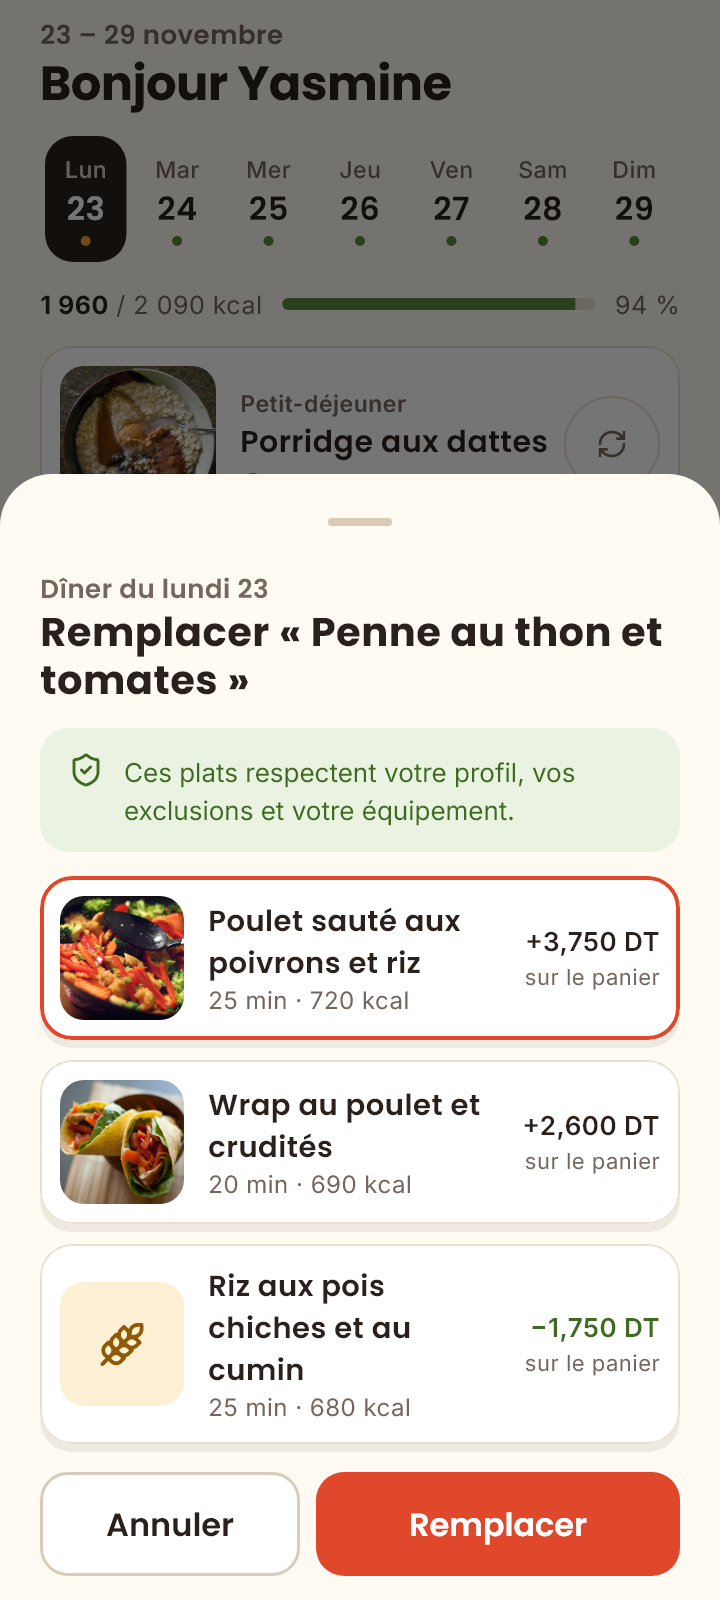 23 – 29 novembre
Bonjour Yasmine
Lun Mar Mer Jeu Ven Sam Dim
23 24 25 26 27 28 29
1 960 / 2 090 kcal 94 %
Petit-déjeuner
Porridge aux dattes
Dîner du lundi 23
Remplacer « Penne au thon et
tomates »
Ces plats respectent votre profil, vos
exclusions et votre équipement.
Poulet sauté aux
poivrons et riz
25 min · 720 kcal
+3,750 DT
sur le panier
Wrap au poulet et
crudités
20 min · 690 kcal
+2,600 DT
sur le panier
Riz aux pois
chiches et au
cumin
25 min · 680 kcal
−1,750 DT
sur le panier
Annuler
Remplacer